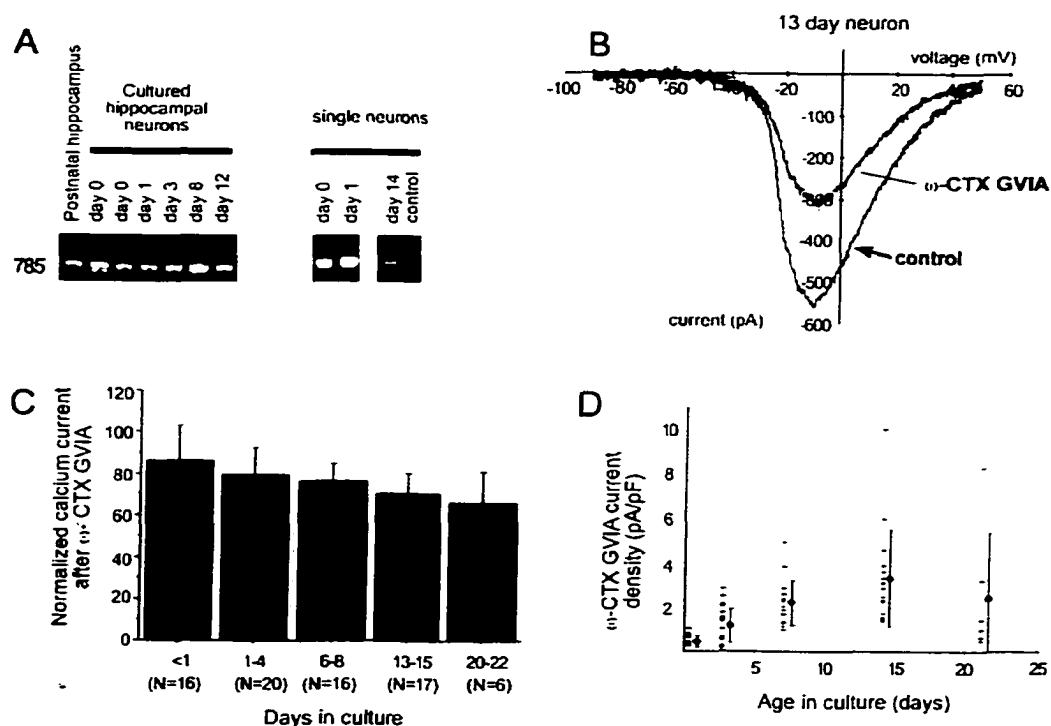 A
Postnatal hippocampus
Cultured
hippocampal
neurons
day 0
day 0
day 1
day 3
day 8
day 12
single neurons
day 0
day 1
day 14
control
785
B
13 day neuron
voltage (mV)
-100
-80
-60
-40
-20
20
40
60
-100
-200
-300
-400
-500
-600
ω-CTX GVIA
control
current (pA)
C
Normalized calcium current
after ω-CTX GVIA
120
100
80
60
40
20
0
<1
1-4
6-8
13-15
20-22
(N=16)
(N=20)
(N=16)
(N=17)
(N=6)
Days in culture
D
ω-CTX GVIA current
density (pA/pF)
10
8
6
4
2
5
10
15
20
25
Age in culture (days)